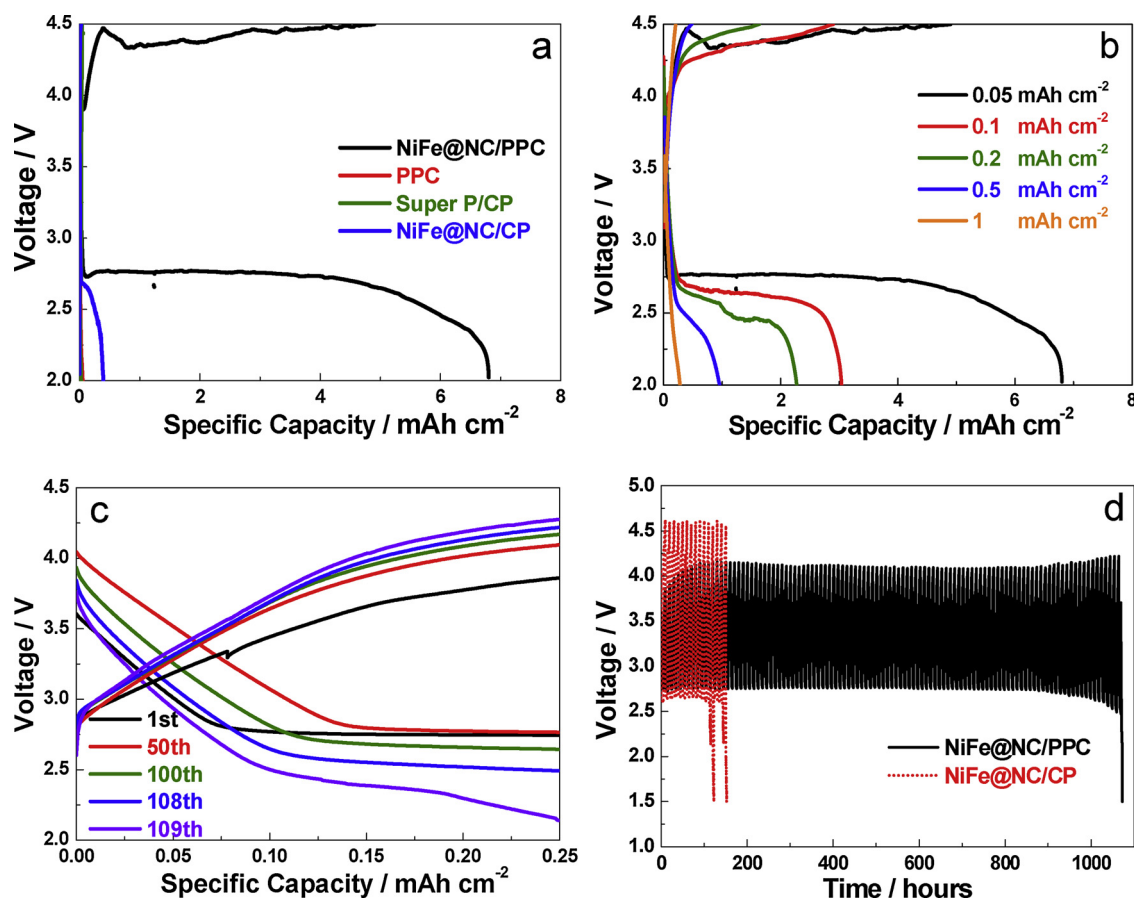 a
4.5
4.0
3.5
3.0
2.5
2.0
Voltage / V
NiFe@NC/PPC
PPC
Super P/CP
NiFe@NC/CP
0 2 4 6 8
Specific Capacity / mAh cm⁻²
b
4.5
4.0
3.5
3.0
2.5
2.0
Voltage / V
0.05 mAh cm⁻²
0.1 mAh cm⁻²
0.2 mAh cm⁻²
0.5 mAh cm⁻²
1 mAh cm⁻²
0 2 4 6 8
Specific Capacity / mAh cm⁻²
c
4.5
4.0
3.5
3.0
2.5
2.0
Voltage / V
1st
50th
100th
108th
109th
0.00 0.05 0.10 0.15 0.20 0.25
Specific Capacity / mAh cm⁻²
d
5.0
4.5
4.0
3.5
3.0
2.5
2.0
1.5
1.0
Voltage / V
NiFe@NC/PPC
NiFe@NC/CP
0 200 400 600 800 1000
Time / hours